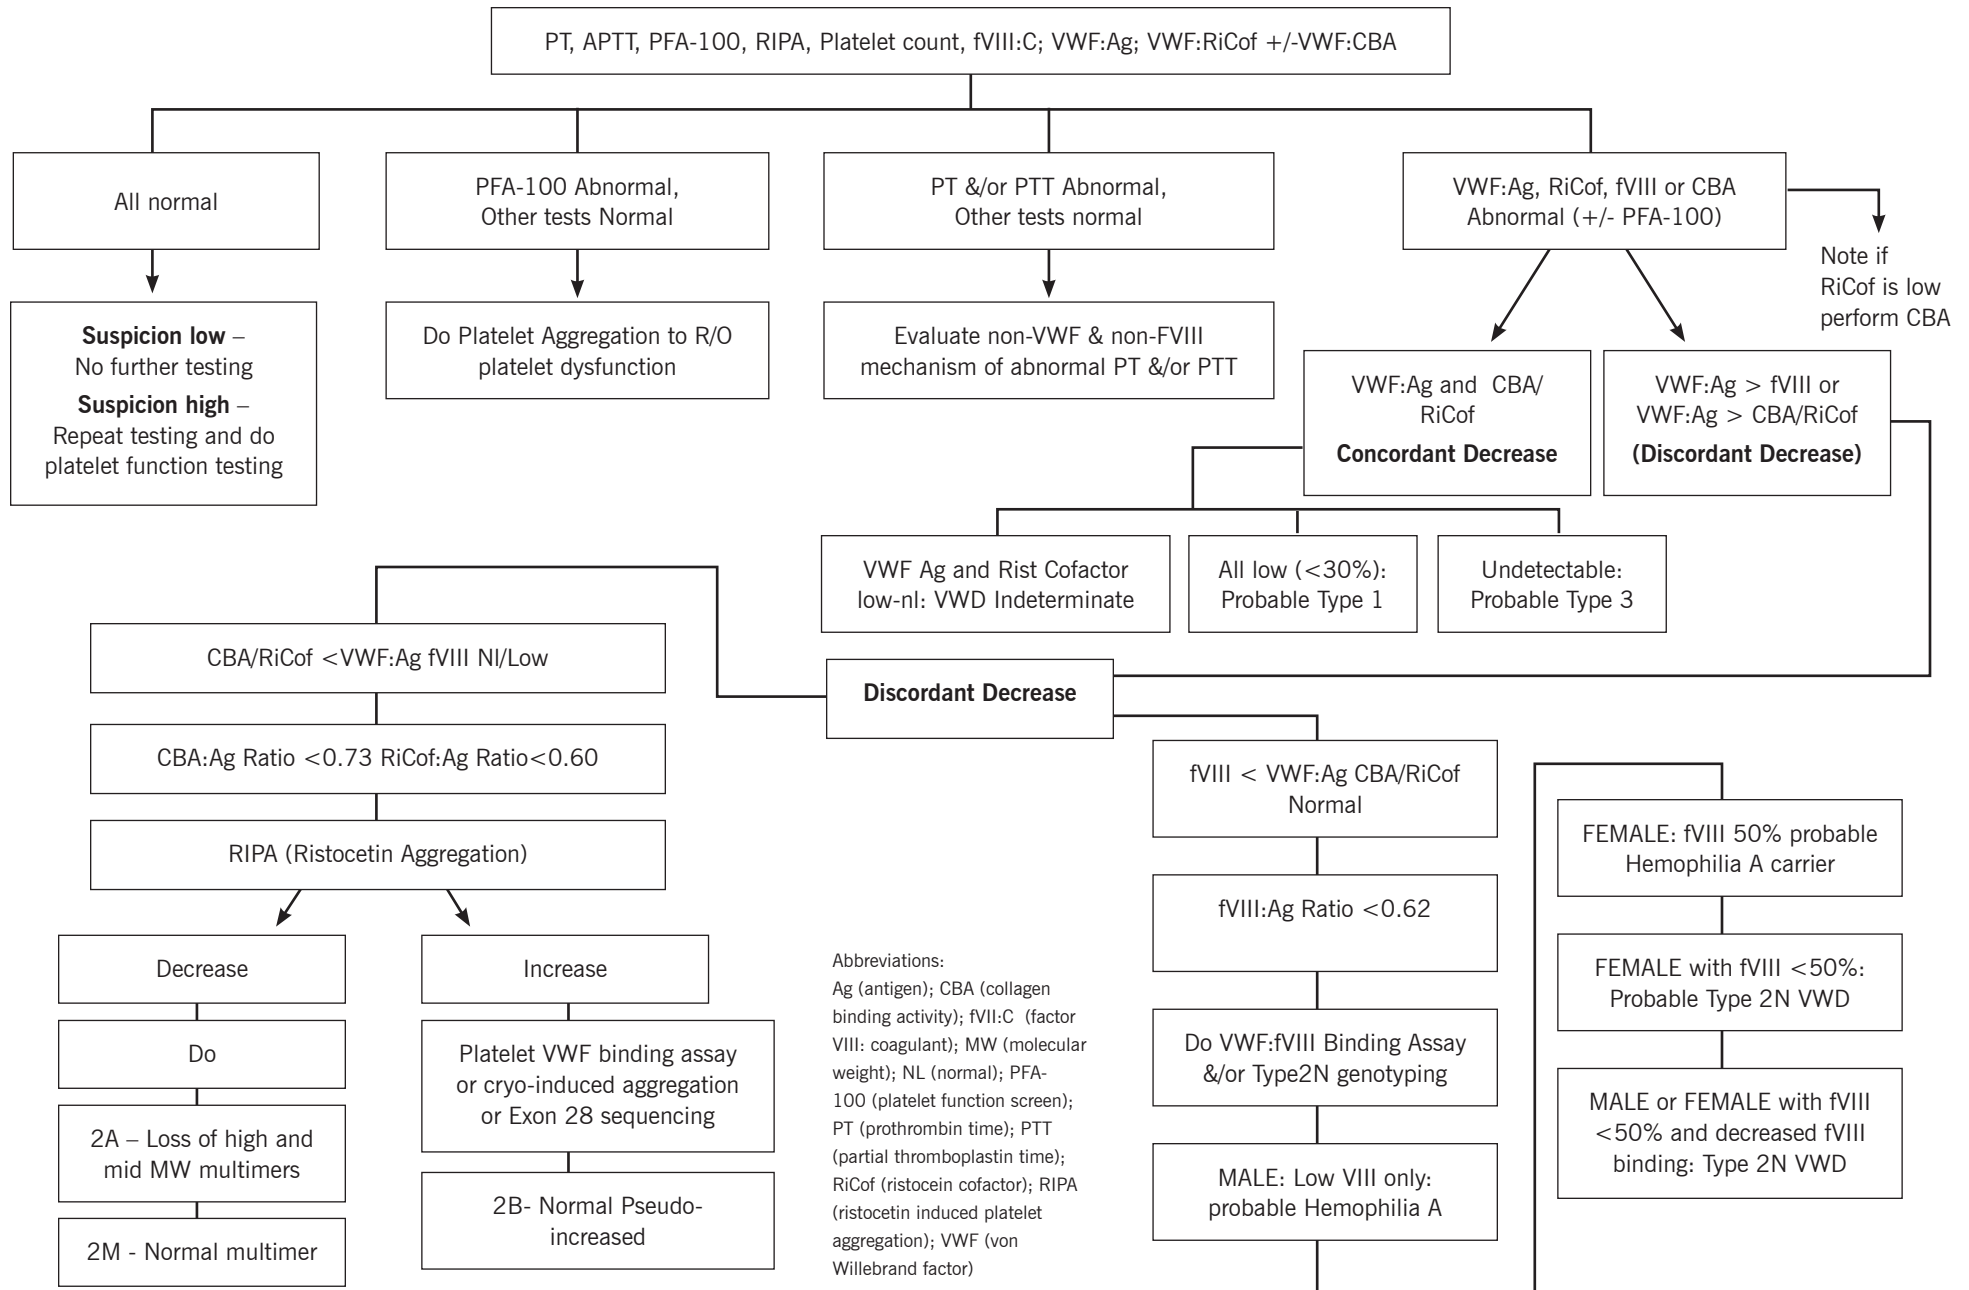 PT, APTT, PFA-100, RIPA, Platelet count, fVIII:C; VWF:Ag; VWF:RiCof +/-VWF:CBA
All normal
PFA-100 Abnormal,
Other tests Normal
PT &/or PTT Abnormal,
Other tests normal
VWF:Ag, RiCof, fVIII or CBA
Abnormal (+/- PFA-100)
Note if
RiCof is low
perform CBA
Suspicion low –
No further testing
Suspicion high –
Repeat testing and do
platelet function testing
Do Platelet Aggregation to R/O
platelet dysfunction
Evaluate non-VWF & non-FVIII
mechanism of abnormal PT &/or PTT
VWF:Ag and CBA/
RiCof
Concordant Decrease
VWF:Ag > fVIII or
VWF:Ag > CBA/RiCof
(Discordant Decrease)
VWF Ag and Rist Cofactor
low-nl: VWD Indeterminate
All low (<30%):
Probable Type 1
Undetectable:
Probable Type 3
Discordant Decrease
CBA/RiCof <VWF:Ag fVIII Nl/Low
CBA:Ag Ratio <0.73 RiCof:Ag Ratio<0.60
RIPA (Ristocetin Aggregation)
Decrease
Do
2A – Loss of high and
mid MW multimers
2M - Normal multimer
Increase
Platelet VWF binding assay
or cryo-induced aggregation
or Exon 28 sequencing
2B- Normal Pseudo-
increased
Abbreviations:
Ag (antigen); CBA (collagen
binding activity); fVII:C (factor
VIII: coagulant); MW (molecular
weight); NL (normal); PFA-
100 (platelet function screen);
PT (prothrombin time); PTT
(partial thromboplastin time);
RiCof (ristocein cofactor); RIPA
(ristocetin induced platelet
aggregation); VWF (von
Willebrand factor)
fVIII < VWF:Ag CBA/RiCof
Normal
fVIII:Ag Ratio <0.62
Do VWF:fVIII Binding Assay
&/or Type2N genotyping
MALE: Low VIII only:
probable Hemophilia A
FEMALE: fVIII 50% probable
Hemophilia A carrier
FEMALE with fVIII <50%:
Probable Type 2N VWD
MALE or FEMALE with fVIII
<50% and decreased fVIII
binding: Type 2N VWD